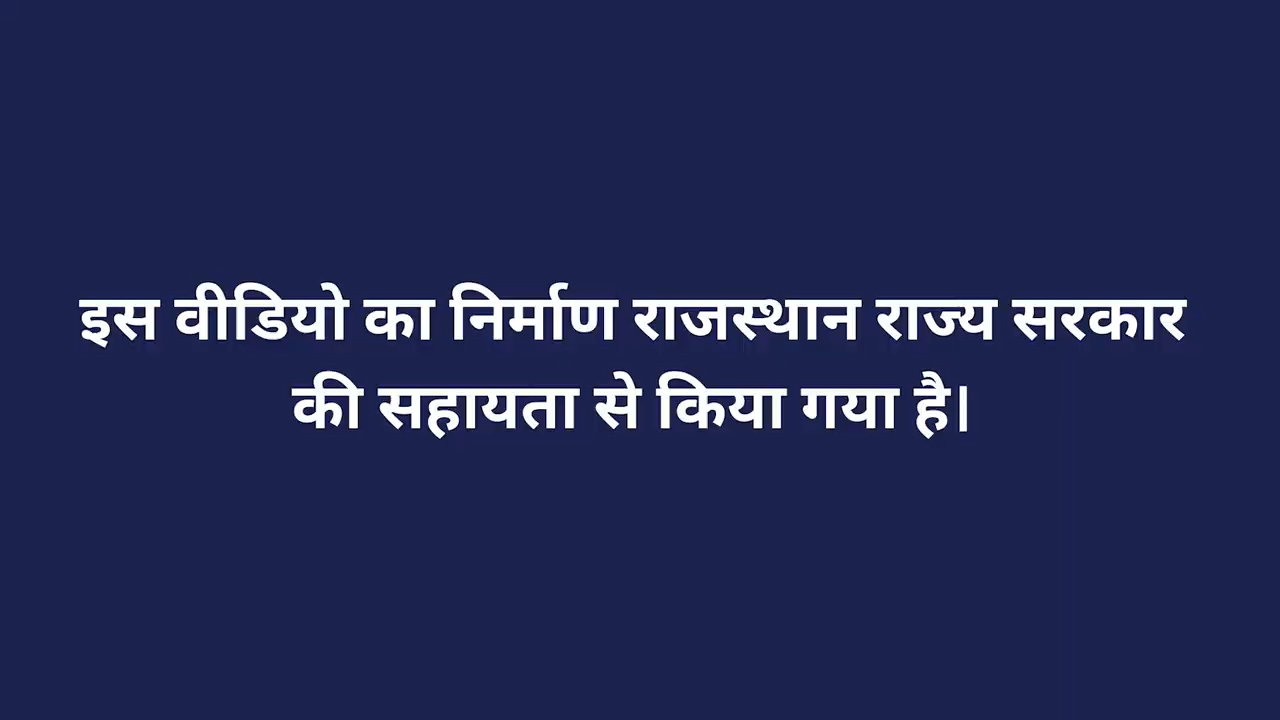 इस वीडियो का निर्माण राजस्थान राज्य सरकार
की सहायता से किया गया है।